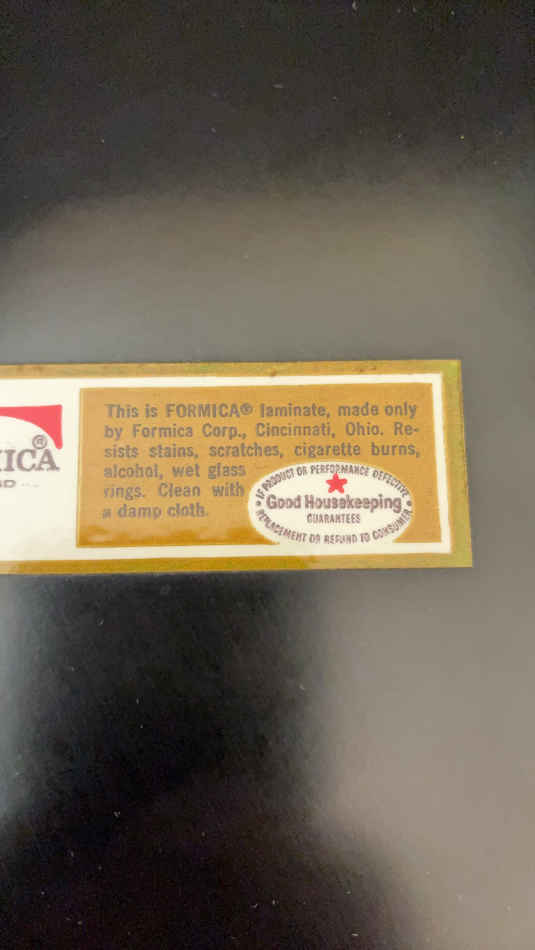 This is FORMICA® laminate, made only
by Formica Corp., Cincinnati, Ohio. Re-
sists stains, scratches, cigarette burns,
alcohol, wet glass
rings. Clean with
a damp cloth.
IF PRODUCT OR PERFORMANCE DEFECTIVE
Good Housekeeping
GUARANTEES
REPLACEMENT OR REFUND TO CONSUMER
MICA®